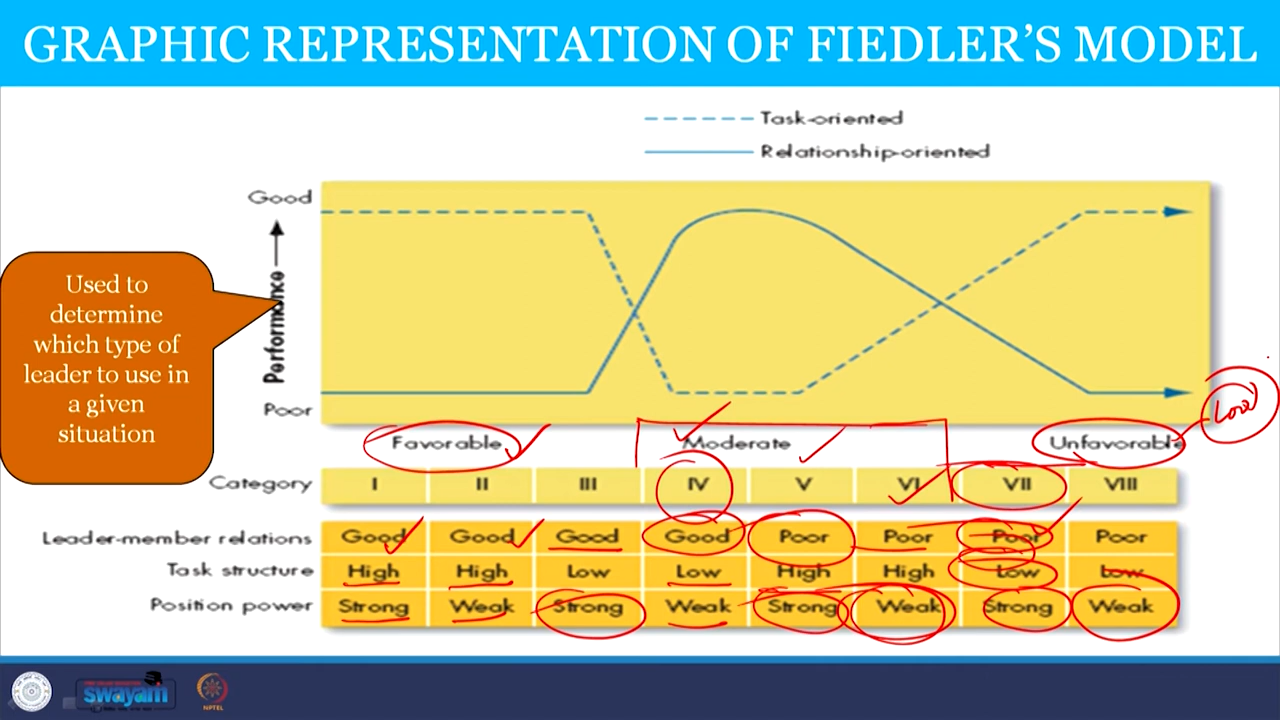 GRAPHIC REPRESENTATION OF FIEDLER'S MODEL
Task-oriented
Relationship-oriented
Good
Performance
Poor
Used to
determine
which type of
leader to use in
a given
situation
Favorable Moderate Unfavorable
Low
Category I II III IV V VI VII VIII
Leader-member relations Good Good Good Good Poor Poor Poor Poor
Task structure High High Low Low High High Low Low
Position power Strong Weak Strong Weak Strong Weak Strong Weak
swayam
NPTEL